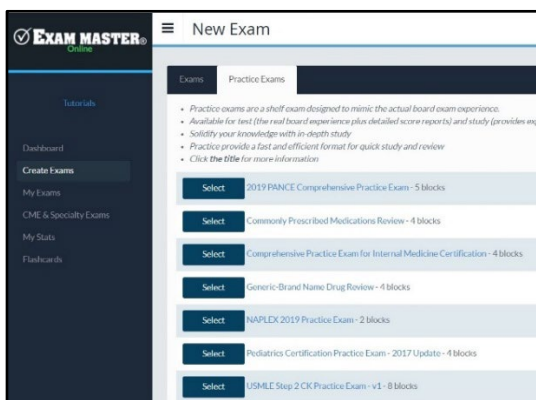 EXAM MASTER®
Online
Tutorials
Dashboard
Create Exams
My Exams
CME & Specialty Exams
My Stats
Flashcards
New Exam
Exams Practice Exams
• Practice exams are a shelf exam designed to mimic the actual board exam experience.
• Available for test (the real board experience plus detailed score reports) and study (provides
• Solidify your knowledge with in-depth study
• Practice provide a fast and efficient format for quick study and review
• Click the title for more information
Select 2019 PANCE Comprehensive Practice Exam - 5 blocks
Select Commonly Prescribed Medications Review - 4 blocks
Select Comprehensive Practice Exam for Internal Medicine Certification - 4 blocks
Select Generic-Brand Name Drug Review - 4 blocks
Select NAPLEX 2019 Practice Exam - 2 blocks
Select Pediatrics Certification Practice Exam - 2017 Update - 4 blocks
Select USMLE Step 2 CK Practice Exam - v1 - 8 blocks